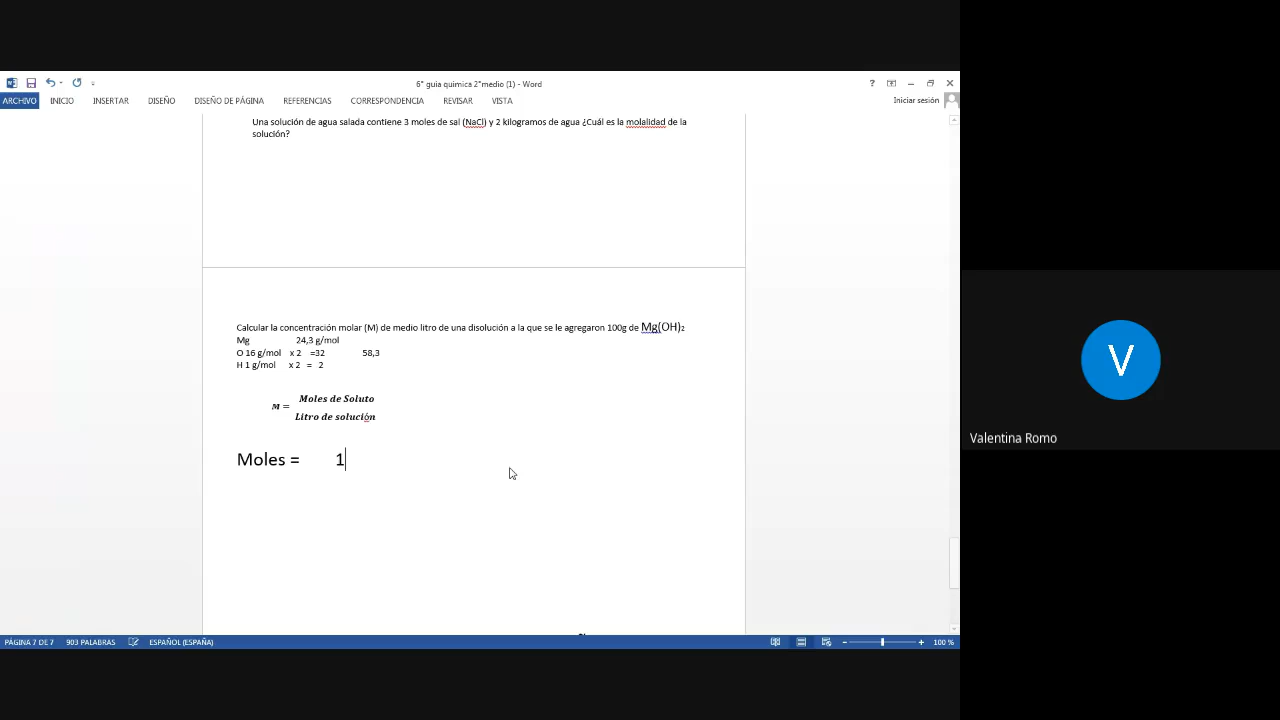 6° guia quimica 2°medio (1) - Word
?
ARCHIVO INICIO INSERTAR DISEÑO DISEÑO DE PÁGINA REFERENCIAS CORRESPONDENCIA REVISAR VISTA
Iniciar sesión
Una solución de agua salada contiene 3 moles de sal (NaCl) y 2 kilogramos de agua ¿Cuál es la molalidad de la
solución?
Calcular la concentración molar (M) de medio litro de una disolución a la que se le agregaron 100g de Mg(OH)₂
Mg 24,3 g/mol
O 16 g/mol x 2 =32 58,3
H 1 g/mol x 2 = 2
M = Moles de Soluto
Litro de solución
Moles = 1
PÁGINA 7 DE 7 903 PALABRAS ESPAÑOL (ESPAÑA) 100 %
V
Valentina Romo